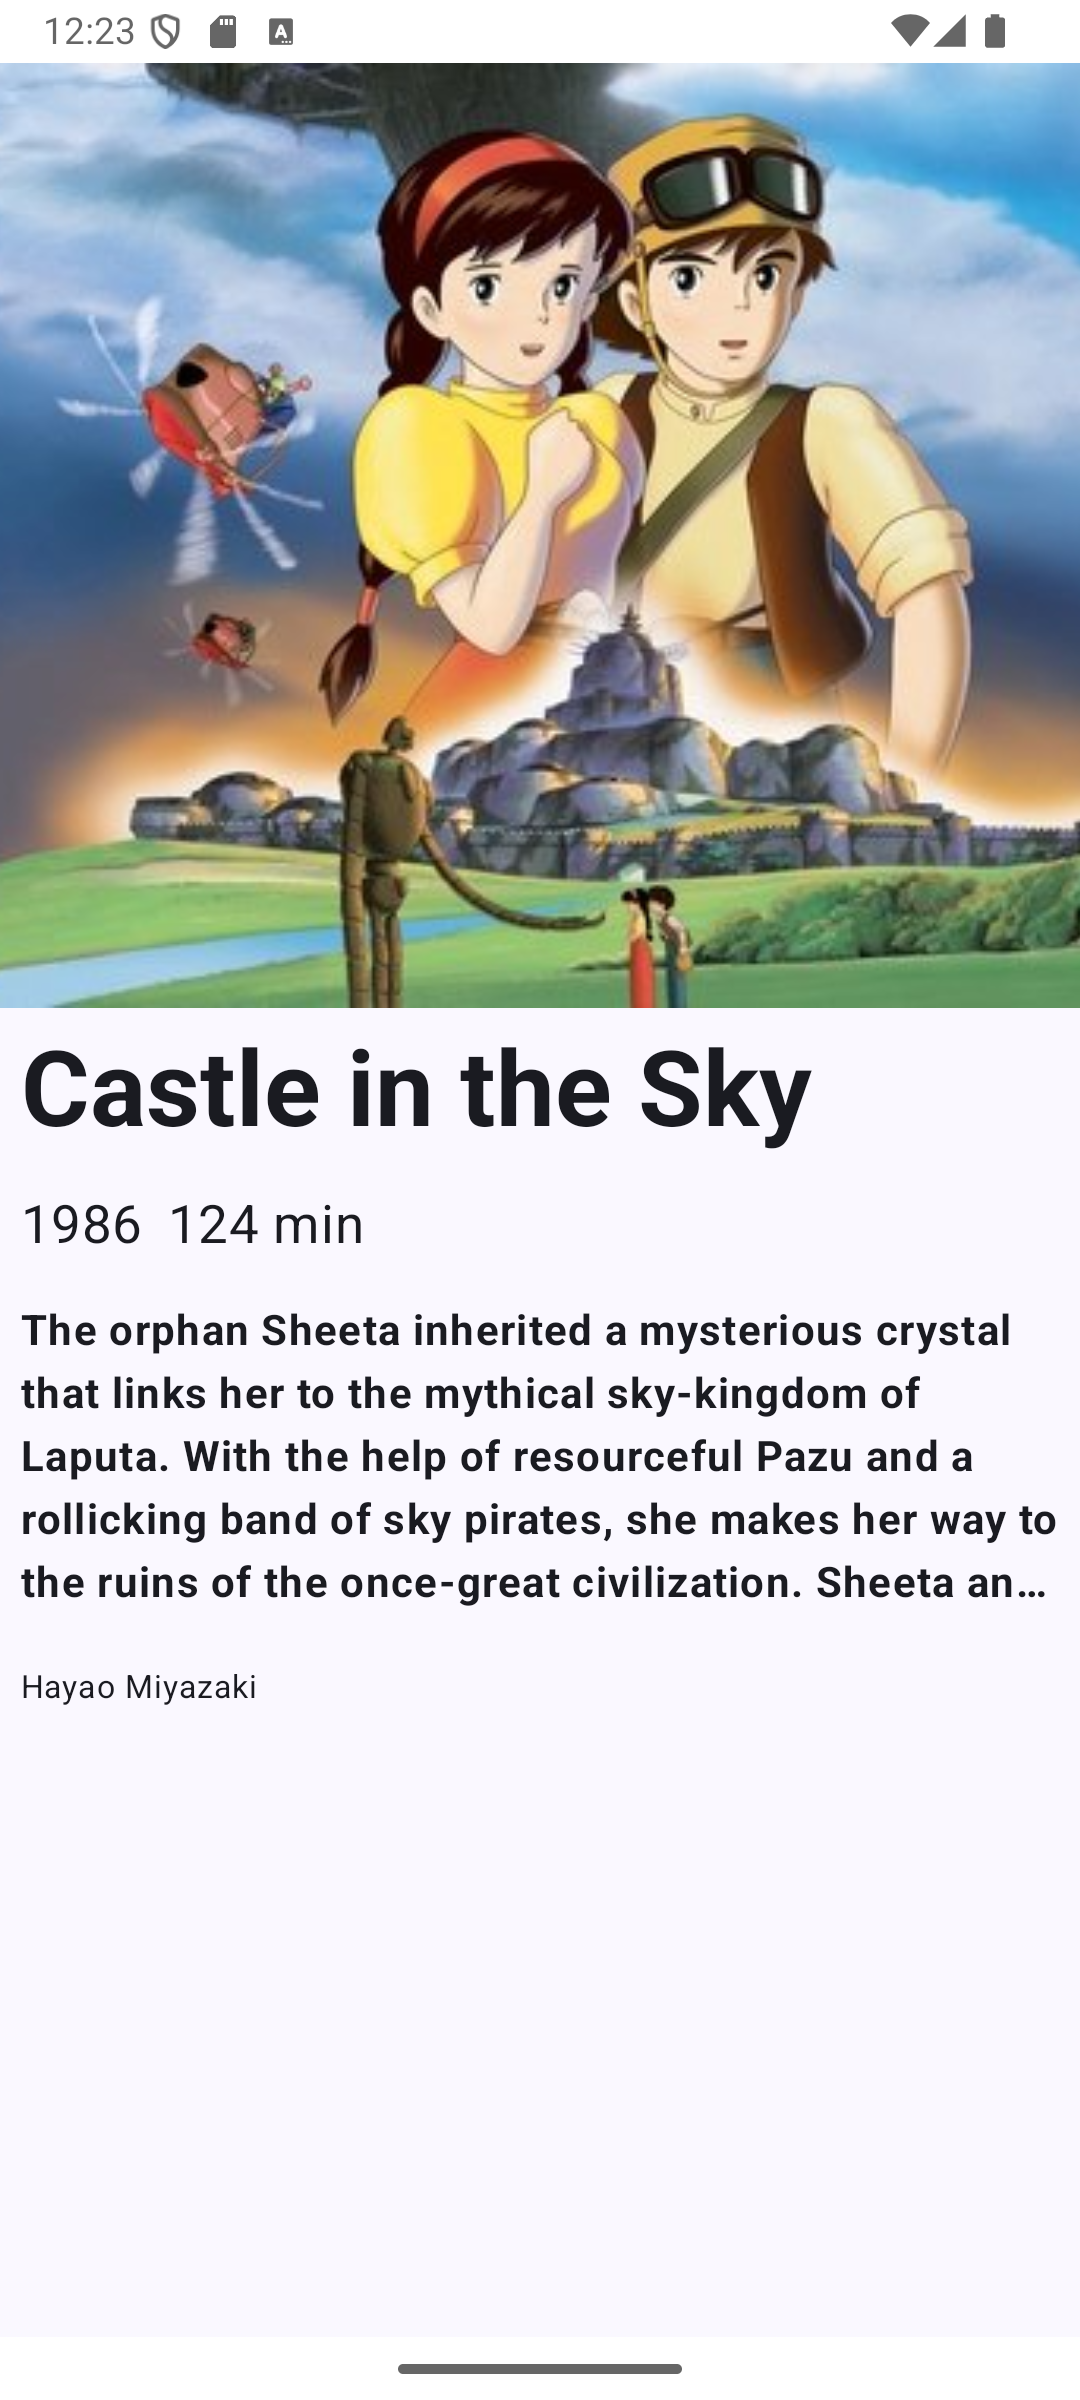 12:23
A
Castle in the Sky
1986 124 min
The orphan Sheeta inherited a mysterious crystal
that links her to the mythical sky-kingdom of
Laputa. With the help of resourceful Pazu and a
rollicking band of sky pirates, she makes her way to
the ruins of the once-great civilization. Sheeta an…
Hayao Miyazaki